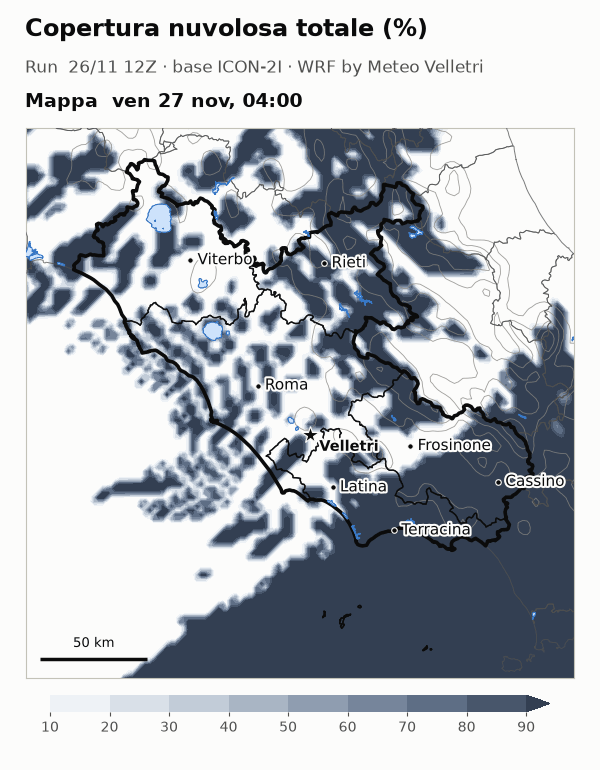 Copertura nuvolosa totale (%)
Run  26/11 12Z · base ICON-2I · WRF by Meteo Velletri
Mappa  ven 27 nov, 04:00
Viterbo
Rieti
Roma
Velletri
Frosinone
Latina
Cassino
Terracina
50 km
10 20 30 40 50 60 70 80 90